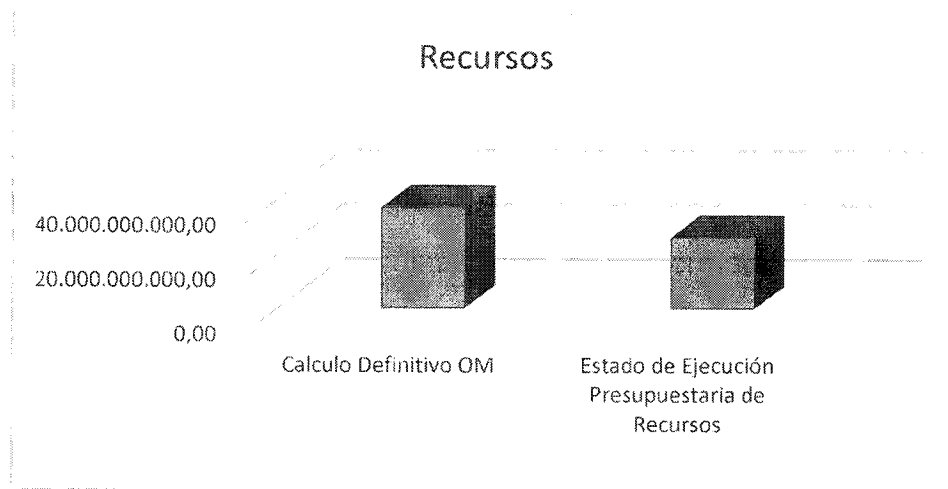 Recursos
40.000.000.000,00
20.000.000.000,00
0,00
Calculo Definitivo OM
Estado de Ejecución
Presupuestaria de
Recursos